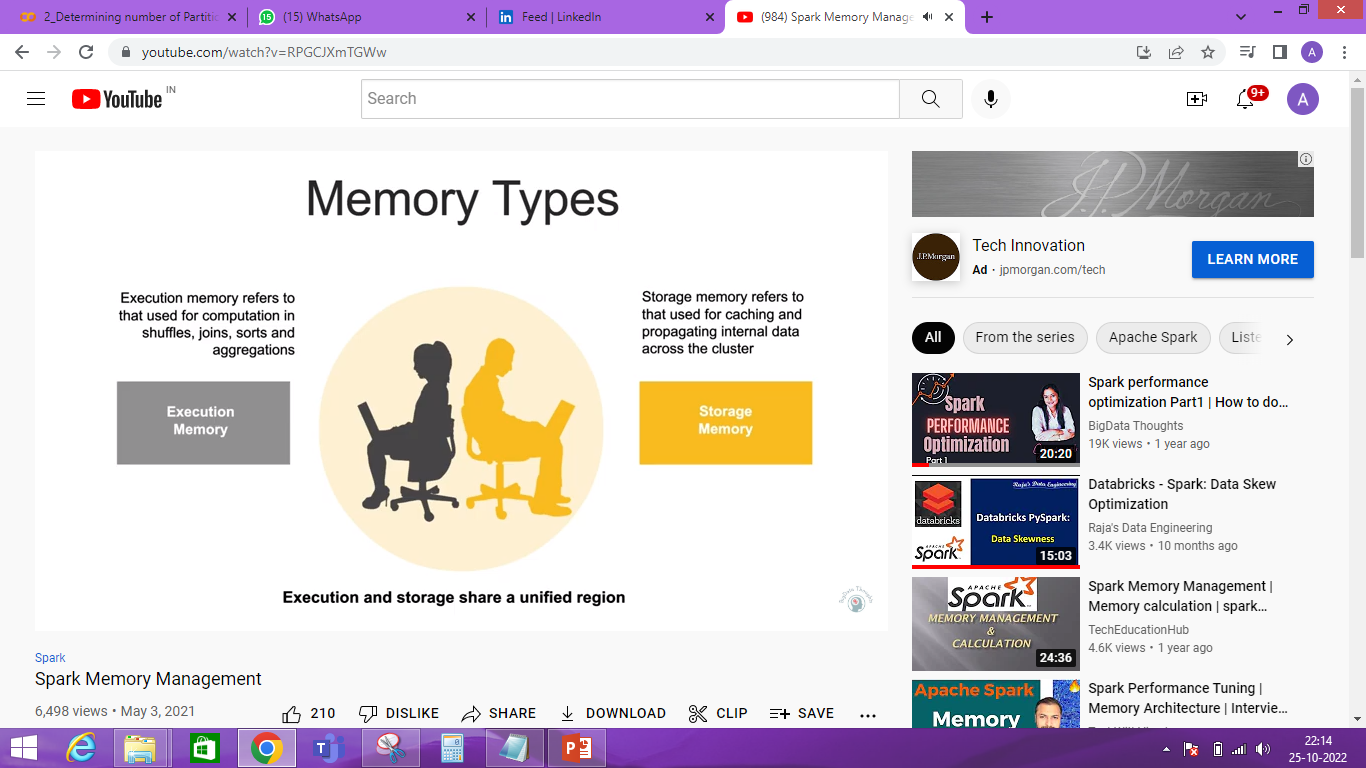 2_Determining number of Partitic
(15) WhatsApp
Feed | LinkedIn
(984) Spark Memory Manage
youtube.com/watch?v=RPGCJXmTGWw
A
YouTube IN
Search
9+
A
Memory Types
Execution memory refers to
that used for computation in
shuffles, joins, sorts and
aggregations
Execution
Memory
Storage memory refers to
that used for caching and
propagating internal data
across the cluster
Storage
Memory
Execution and storage share a unified region
BigData Thoughts
Spark
Spark Memory Management
6,498 views • May 3, 2021
210
DISLIKE
SHARE
DOWNLOAD
CLIP
SAVE
J.P.Morgan
J.P.Morgan
Tech Innovation
Ad · jpmorgan.com/tech
LEARN MORE
All
From the series
Apache Spark
Liste
Spark
PERFORMANCE
Optimization
Part 1
20:20
Spark performance
optimization Part1 | How to do...
BigData Thoughts
19K views • 1 year ago
Raja's Data Engineering
databricks
Databricks PySpark:
Data Skewness
APACHE
Spark
15:03
Databricks - Spark: Data Skew
Optimization
Raja's Data Engineering
3.4K views • 10 months ago
APACHE
Spark
MEMORY MANAGEMENT
&
CALCULATION
24:36
Spark Memory Management |
Memory calculation | spark...
TechEducationHub
4.6K views • 1 year ago
Apache Spark
Memory
Spark Performance Tuning |
Memory Architecture | Intervie...
22:14
25-10-2022